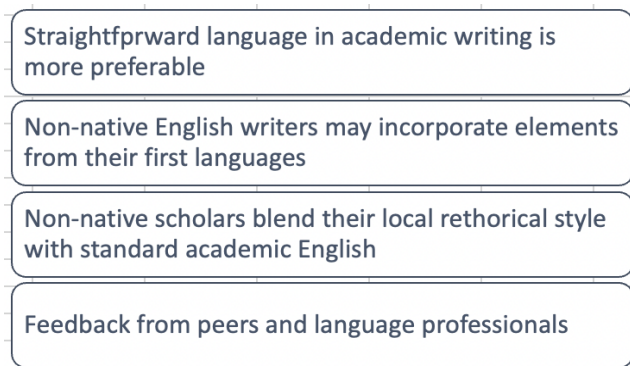 Straightfprward language in academic writing is
more preferable
Non-native English writers may incorporate elements
from their first languages
Non-native scholars blend their local rethorical style
with standard academic English
Feedback from peers and language professionals